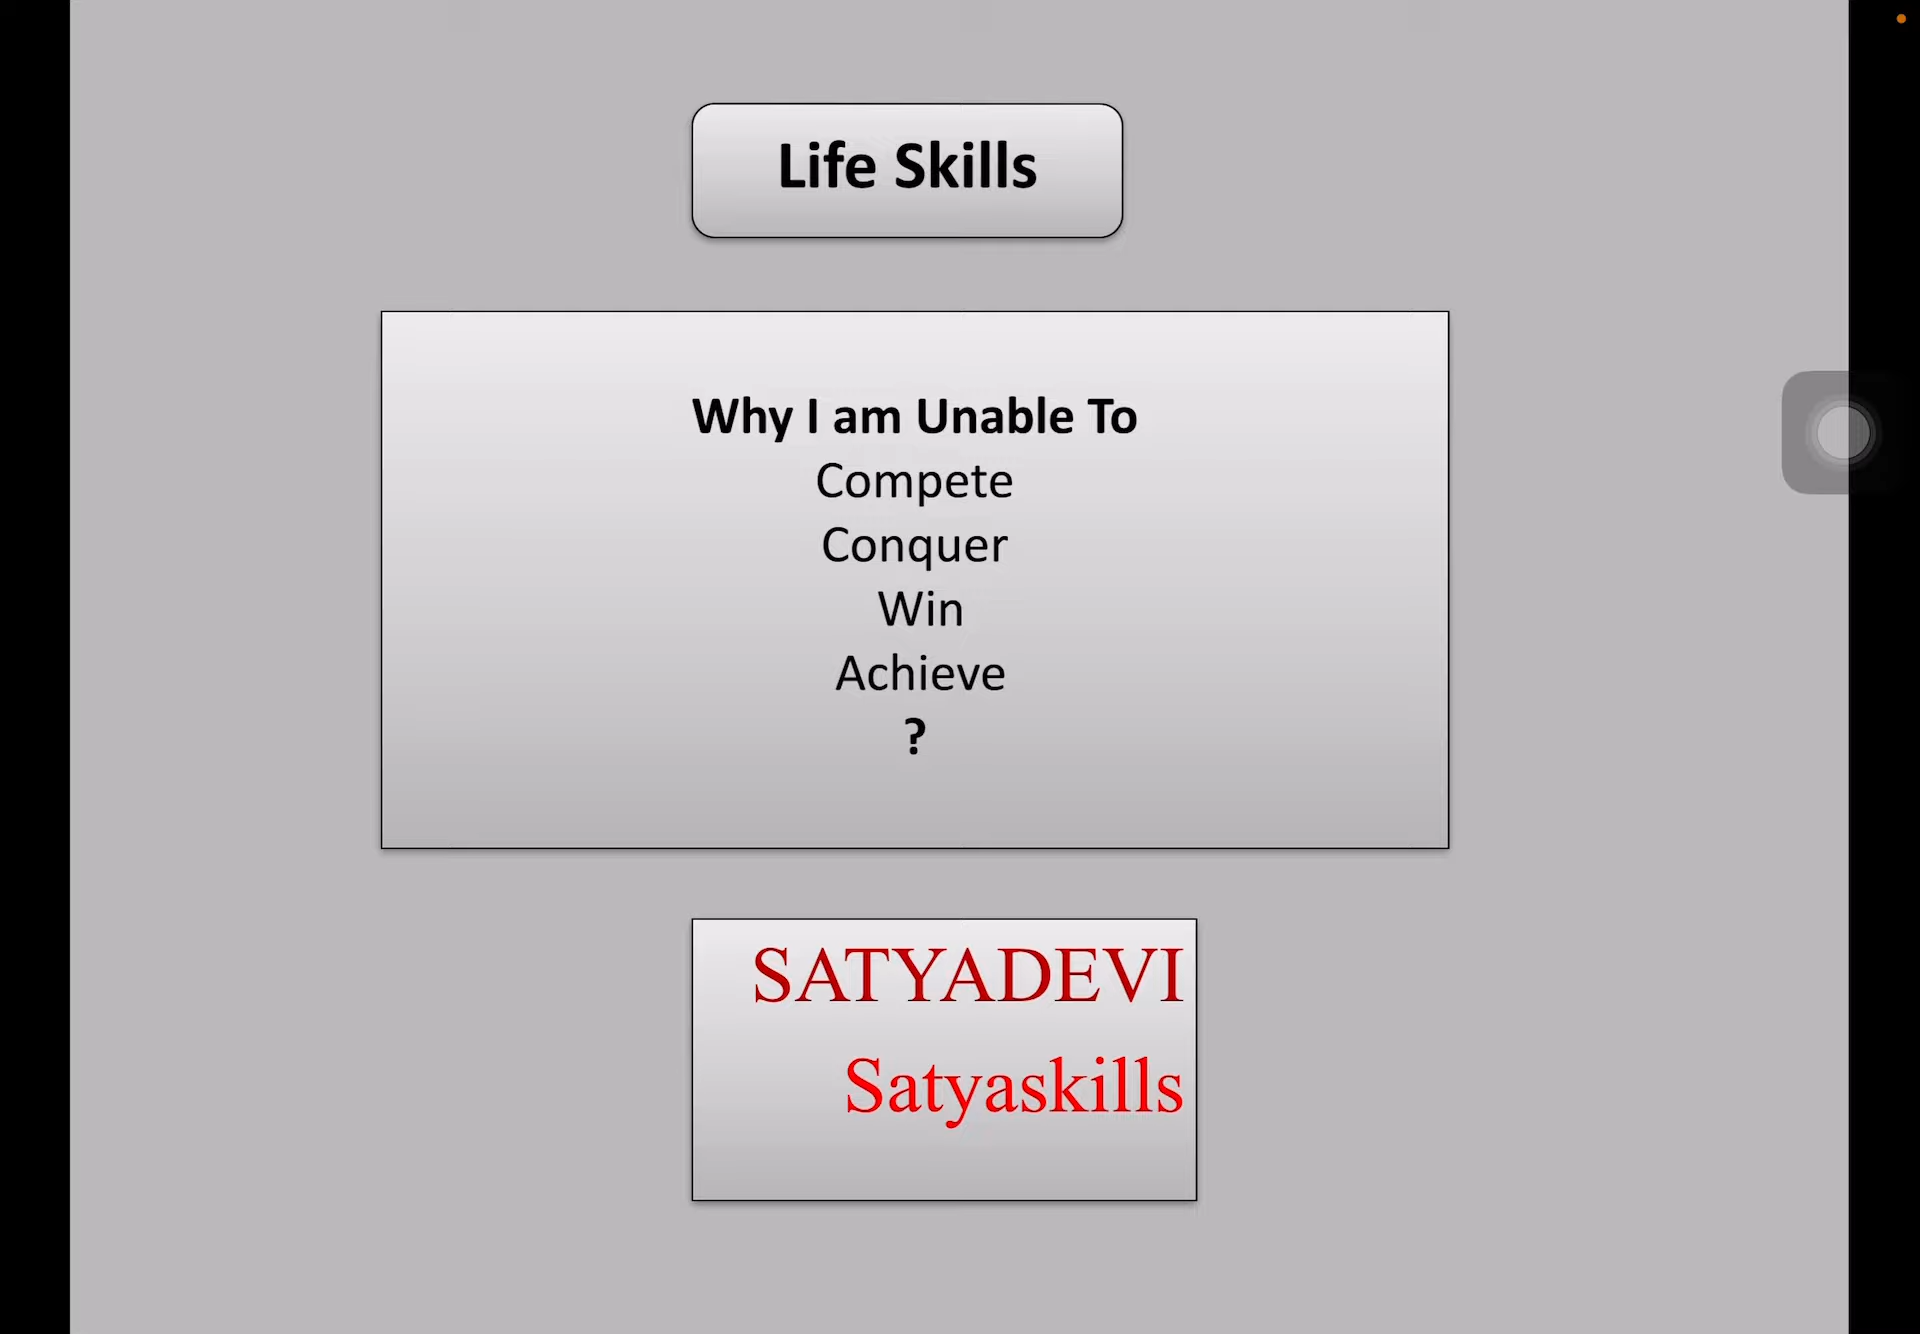 Life Skills
Why I am Unable To
Compete
Conquer
Win
Achieve
?
SATYADEVI
Satyaskills